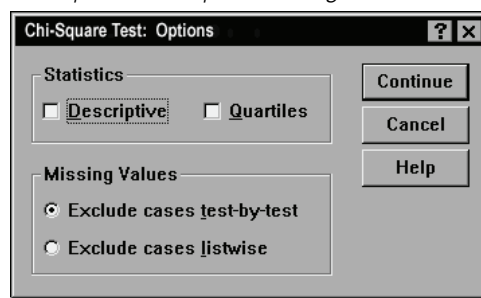 Chi-Square Test: Options
Statistics
Descriptive
Quartiles
Missing Values
Exclude cases test-by-test
Exclude cases listwise
Continue
Cancel
Help